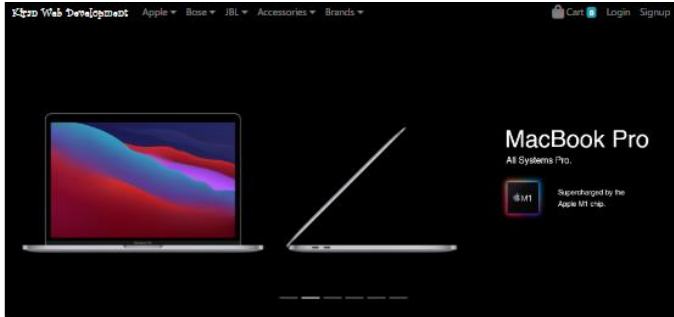 Kiran Web Development Apple Bose JBL Accessories Brands Cart 0 Login Signup
MacBook Pro
All Systems Pro.
M1
Supercharged by the
Apple M1 chip.